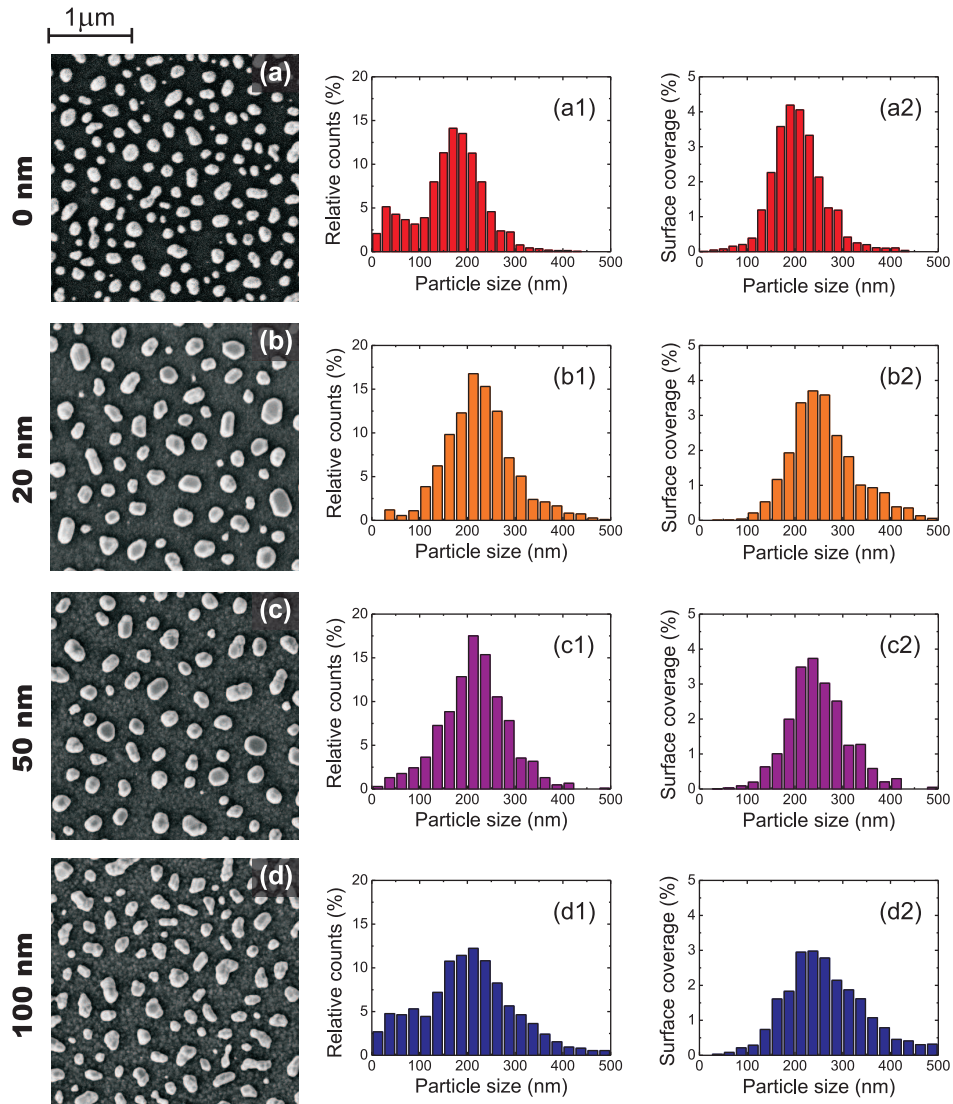 1μm
0 nm
(a)
Relative counts (%)
20
15
10
5
0
(a1)
0 100 200 300 400 500
Particle size (nm)
Surface coverage (%)
5
4
3
2
1
0
(a2)
0 100 200 300 400 500
Particle size (nm)
20 nm
(b)
Relative counts (%)
20
15
10
5
0
(b1)
0 100 200 300 400 500
Particle size (nm)
Surface coverage (%)
5
4
3
2
1
0
(b2)
0 100 200 300 400 500
Particle size (nm)
50 nm
(c)
Relative counts (%)
20
15
10
5
0
(c1)
0 100 200 300 400 500
Particle size (nm)
Surface coverage (%)
5
4
3
2
1
0
(c2)
0 100 200 300 400 500
Particle size (nm)
100 nm
(d)
Relative counts (%)
20
15
10
5
0
(d1)
0 100 200 300 400 500
Particle size (nm)
Surface coverage (%)
5
4
3
2
1
0
(d2)
0 100 200 300 400 500
Particle size (nm)